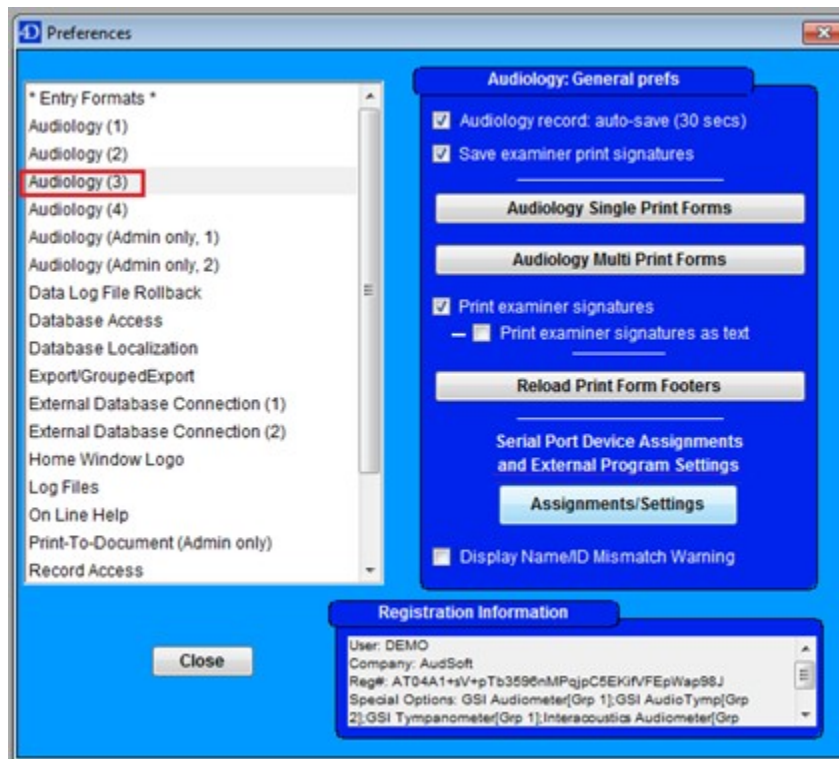 4D Preferences
* Entry Formats *
Audiology (1)
Audiology (2)
Audiology (3)
Audiology (4)
Audiology (Admin only, 1)
Audiology (Admin only, 2)
Data Log File Rollback
Database Access
Database Localization
Export/GroupedExport
External Database Connection (1)
External Database Connection (2)
Home Window Logo
Log Files
On Line Help
Print-To-Document (Admin only)
Record Access
Close
Audiology: General prefs
Audiology record: auto-save (30 secs)
Save examiner print signatures
Audiology Single Print Forms
Audiology Multi Print Forms
Print examiner signatures
Print examiner signatures as text
Reload Print Form Footers
Serial Port Device Assignments
and External Program Settings
Assignments/Settings
Display Name/ID Mismatch Warning
Registration Information
User: DEMO
Company: AudSoft
Reg#:
Special Options: GSI Audiometer[Grp 1];GSI AudioTymp[Grp
2];GSI Tympanometer[Grp 1];Interacoustics Audiometer[Grp